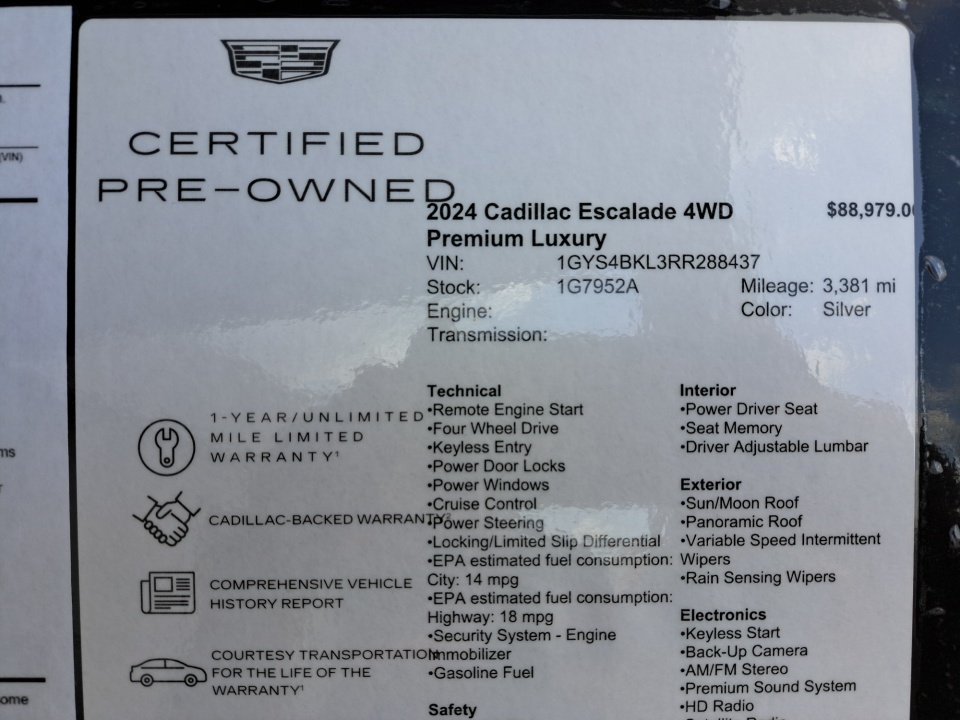 (VIN)
ms
ome
CERTIFIED
PRE-OWNED
2024 Cadillac Escalade 4WD $88,979.0
Premium Luxury
VIN: 1GYS4BKL3RR288437
Stock: 1G7952A Mileage: 3,381 mi
Engine: Color: Silver
Transmission:
1-YEAR/UNLIMITED
MILE LIMITED
WARRANTY¹
CADILLAC-BACKED WARRANTY²
COMPREHENSIVE VEHICLE
HISTORY REPORT
COURTESY TRANSPORTATION
FOR THE LIFE OF THE
WARRANTY¹
Technical
•Remote Engine Start
•Four Wheel Drive
•Keyless Entry
•Power Door Locks
•Power Windows
•Cruise Control
•Power Steering
•Locking/Limited Slip Differential
•EPA estimated fuel consumption:
City: 14 mpg
•EPA estimated fuel consumption:
Highway: 18 mpg
•Security System - Engine
Immobilizer
•Gasoline Fuel
Safety
Interior
•Power Driver Seat
•Seat Memory
•Driver Adjustable Lumbar
Exterior
•Sun/Moon Roof
•Panoramic Roof
•Variable Speed Intermittent
Wipers
•Rain Sensing Wipers
Electronics
•Keyless Start
•Back-Up Camera
•AM/FM Stereo
•Premium Sound System
•HD Radio